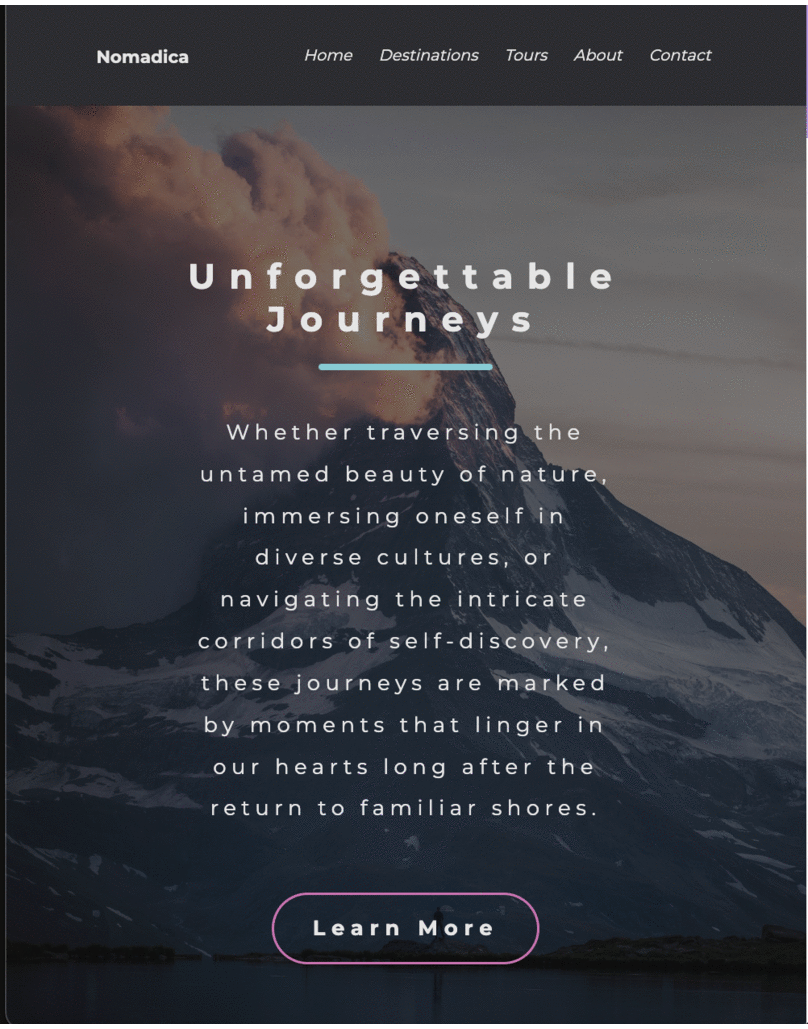 Nomadica
Home Destinations Tours About Contact
Unforgettable
Journeys
Whether traversing the
untamed beauty of nature,
immersing oneself in
diverse cultures, or
navigating the intricate
corridors of self-discovery,
these journeys are marked
by moments that linger in
our hearts long after the
return to familiar shores.
Learn More